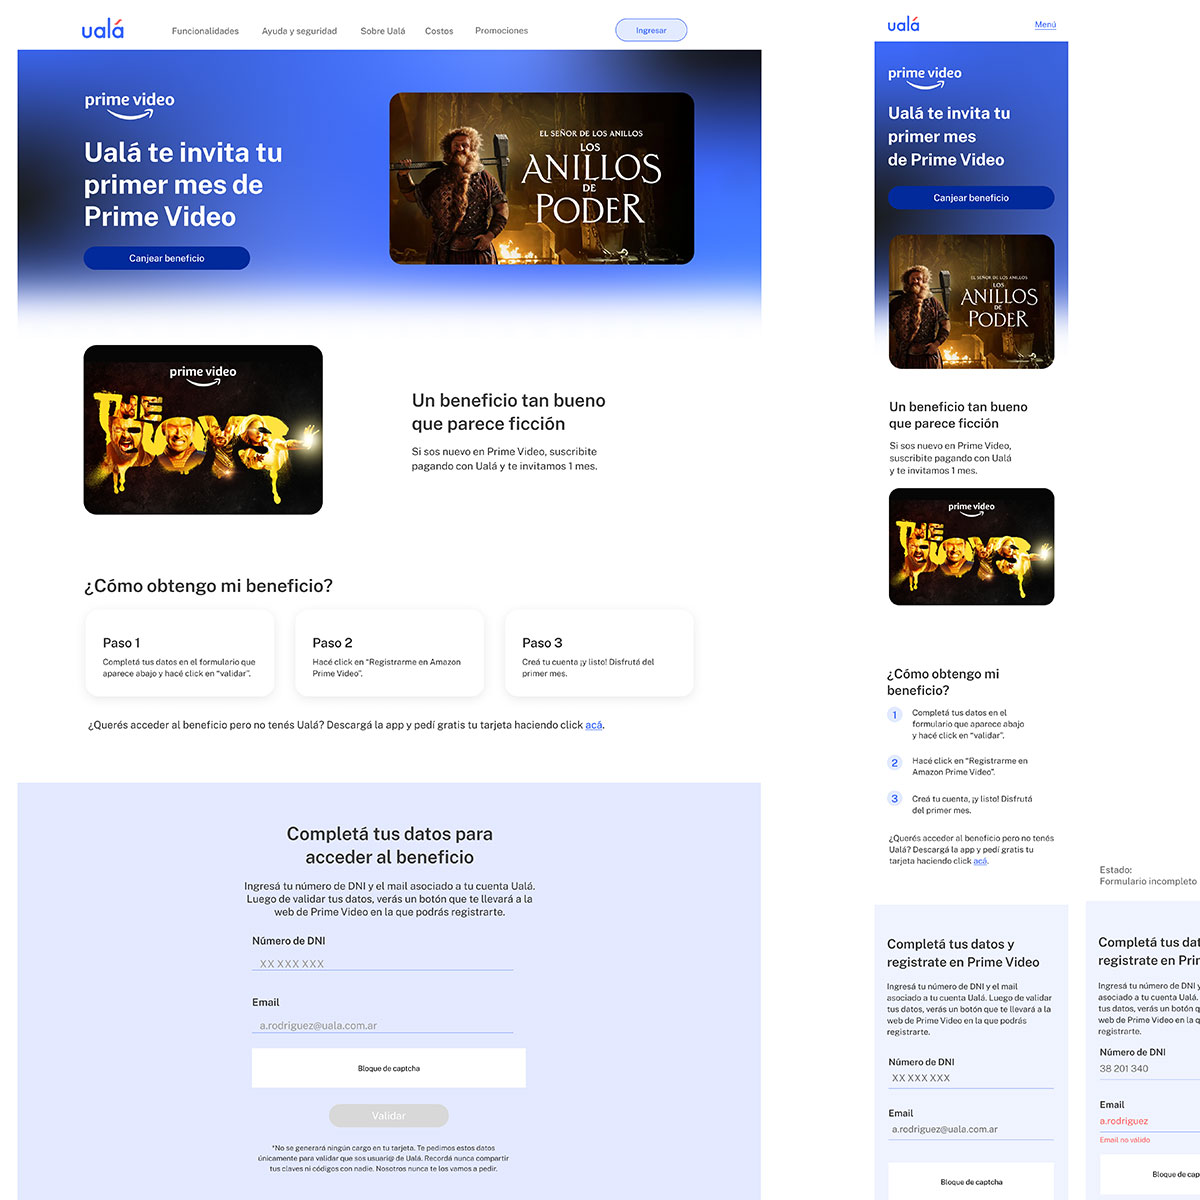 ualá
Funcionalidades
Ayuda y seguridad
Sobre Ualá
Costos
Promociones
Ingresar
prime video
Ualá te invita tu
primer mes de
Prime Video
Canjear beneficio
EL SEÑOR DE LOS ANILLOS
LOS
ANILLOS
DE
PODER
prime video
THE
BOYS
Un beneficio tan bueno
que parece ficción
Si sos nuevo en Prime Video, suscribite
pagando con Ualá y te invitamos 1 mes.
¿Cómo obtengo mi beneficio?
Paso 1
Completá tus datos en el formulario que
aparece abajo y hacé click en “validar”.
Paso 2
Hacé click en “Registrarme en Amazon
Prime Video”.
Paso 3
Creá tu cuenta ¡y listo! Disfrutá del
primer mes.
¿Querés acceder al beneficio pero no tenés Ualá? Descargá la app y pedí gratis tu tarjeta haciendo click acá.
Completá tus datos para
acceder al beneficio
Ingresá tu número de DNI y el mail asociado a tu cuenta Ualá.
Luego de validar tus datos, verás un botón que te llevará a la
web de Prime Video en la que podrás registrarte.
Número de DNI
XX XXX XXX
Email
a.rodriguez@uala.com.ar
Bloque de captcha
Validar
*No se generará ningún cargo en tu tarjeta. Te pedimos estos datos
únicamente para validar que sos usuari@ de Ualá. Recordá nunca compartir
tus claves ni códigos con nadie. Nosotros nunca te los vamos a pedir.
ualá
Menú
prime video
Ualá te invita tu
primer mes
de Prime Video
Canjear beneficio
EL SEÑOR DE LOS ANILLOS
LOS
ANILLOS
DE
PODER
Un beneficio tan bueno
que parece ficción
Si sos nuevo en Prime Video,
suscribite pagando con Ualá
y te invitamos 1 mes.
prime video
THE
BOYS
¿Cómo obtengo mi
beneficio?
1
Completá tus datos en el
formulario que aparece abajo
y hacé click en “validar”.
2
Hacé click en “Registrarme en
Amazon Prime Video”.
3
Creá tu cuenta, ¡y listo! Disfrutá
del primer mes.
¿Querés acceder al beneficio pero no tenés
Ualá? Descargá la app y pedí gratis tu
tarjeta haciendo click acá.
Completá tus datos y
registrate en Prime Video
Ingresá tu número de DNI y el mail
asociado a tu cuenta Ualá. Luego de validar
tus datos, verás un botón que te llevará a la
web de Prime Video en la que podrás
registrarte.
Número de DNI
XX XXX XXX
Email
a.rodriguez@uala.com.ar
Bloque de captcha
Estado:
Formulario incompleto
Completá tus dat
registrate en Prir
Ingresá tu número de DNI y
asociado a tu cuenta Ualá.
tus datos, verás un botón q
web de Prime Video en la q
registrarte.
Número de DNI
38 201 340
Email
a.rodriguez
Email no válido
Bloque de cap